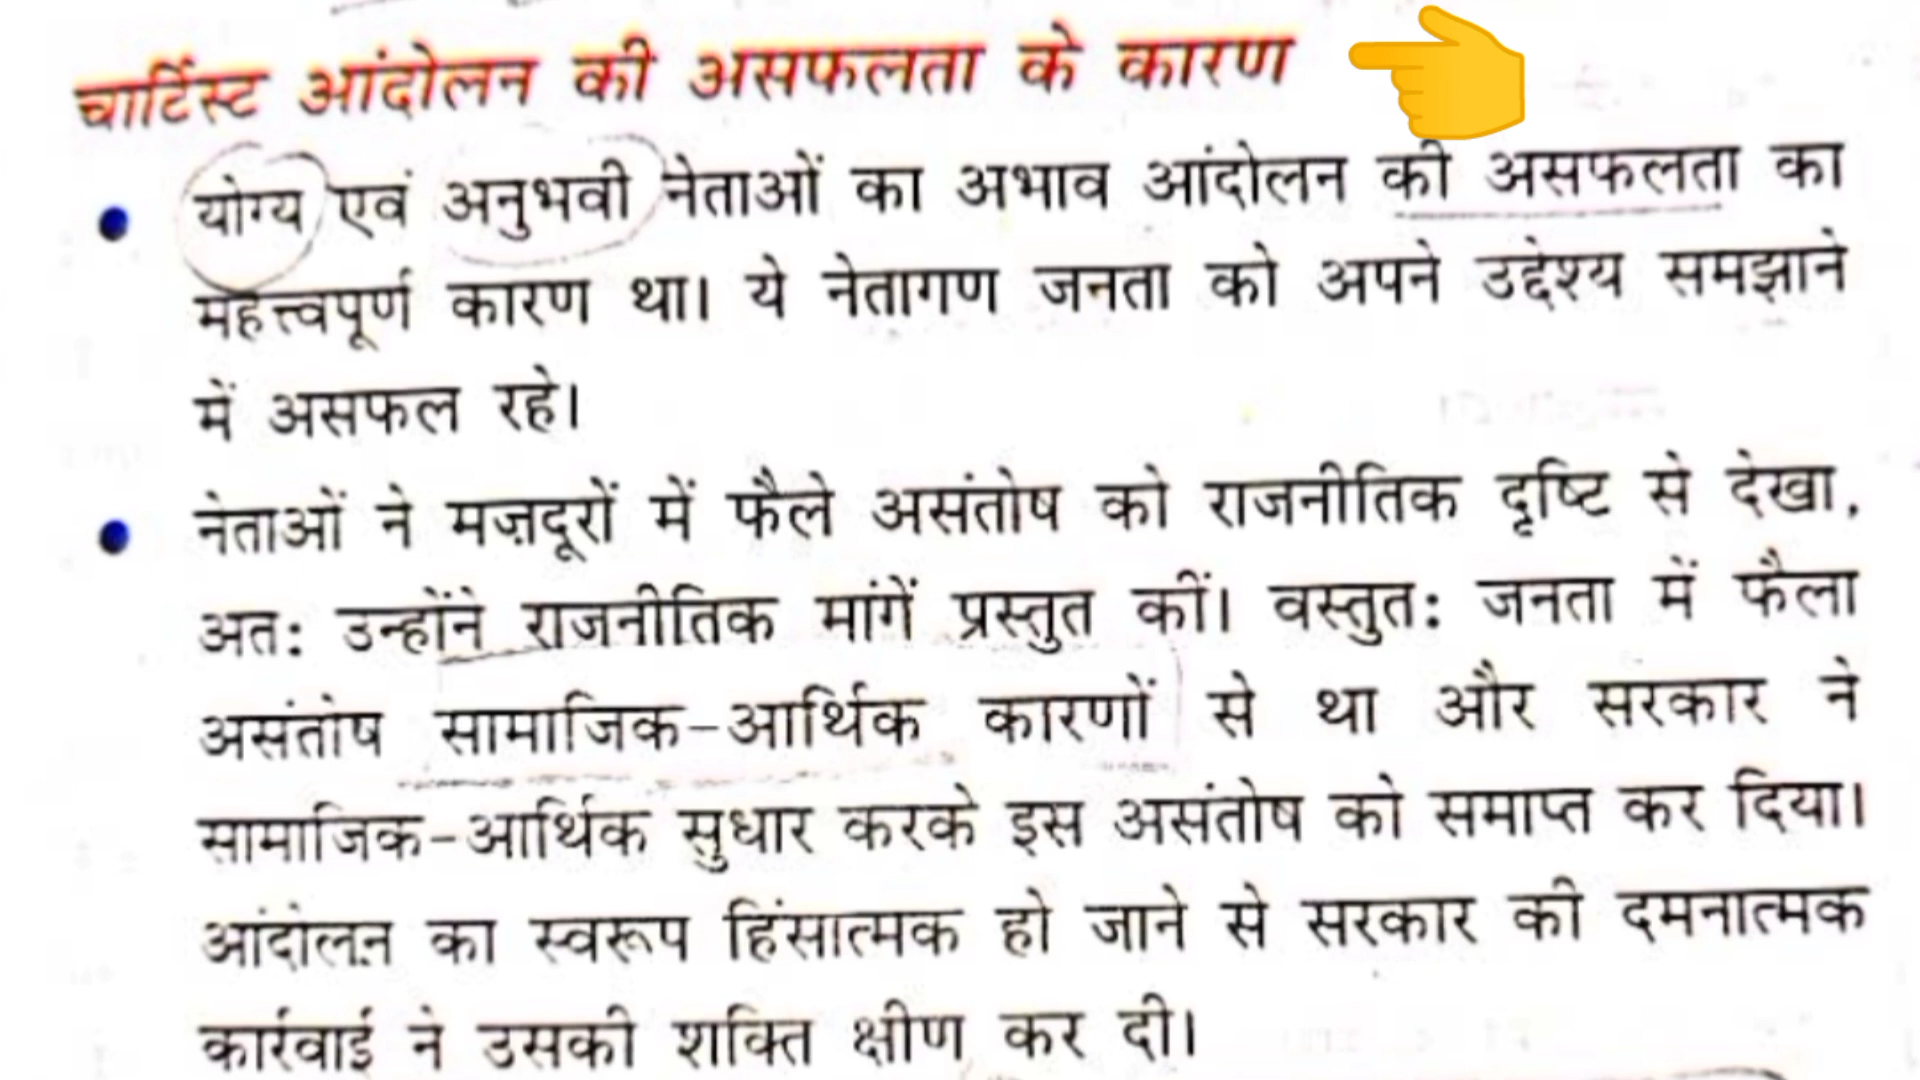 चार्टिस्ट आंदोलन की असफलता के कारण
• योग्य एवं अनुभवी नेताओं का अभाव आंदोलन की असफलता का
महत्त्वपूर्ण कारण था। ये नेतागण जनता को अपने उद्देश्य समझाने
में असफल रहे।
• नेताओं ने मज़दूरों में फैले असंतोष को राजनीतिक दृष्टि से देखा,
अत: उन्होंने राजनीतिक मांगें प्रस्तुत कीं। वस्तुत: जनता में फैला
असंतोष सामाजिक-आर्थिक कारणों से था और सरकार ने
सामाजिक-आर्थिक सुधार करके इस असंतोष को समाप्त कर दिया।
आंदोलन का स्वरूप हिंसात्मक हो जाने से सरकार की दमनात्मक
कार्रवाई ने उसकी शक्ति क्षीण कर दी।